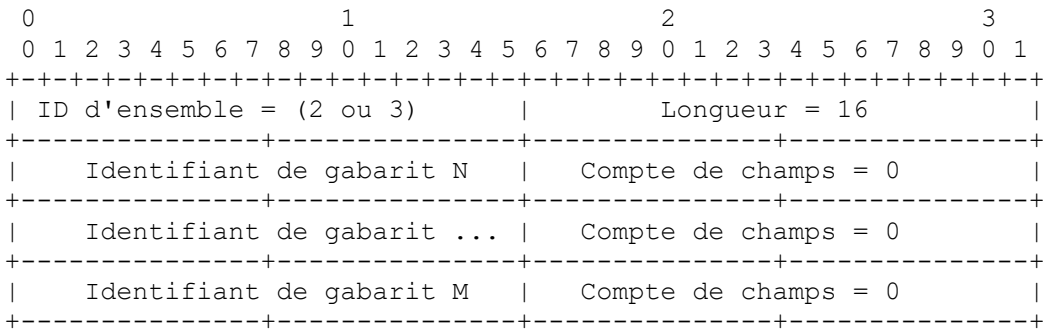 0                   1                   2                   3
 0 1 2 3 4 5 6 7 8 9 0 1 2 3 4 5 6 7 8 9 0 1 2 3 4 5 6 7 8 9 0 1
+-+-+-+-+-+-+-+-+-+-+-+-+-+-+-+-+-+-+-+-+-+-+-+-+-+-+-+-+-+-+-+-+
| ID d'ensemble = (2 ou 3)      |        Longueur = 16          |
+---------------+---------------+---------------+---------------+
|    Identifiant de gabarit N   |   Compte de champs = 0        |
+---------------+---------------+---------------+---------------+
|    Identifiant de gabarit ... |   Compte de champs = 0        |
+---------------+---------------+---------------+---------------+
|    Identifiant de gabarit M   |   Compte de champs = 0        |
+---------------+---------------+---------------+---------------+